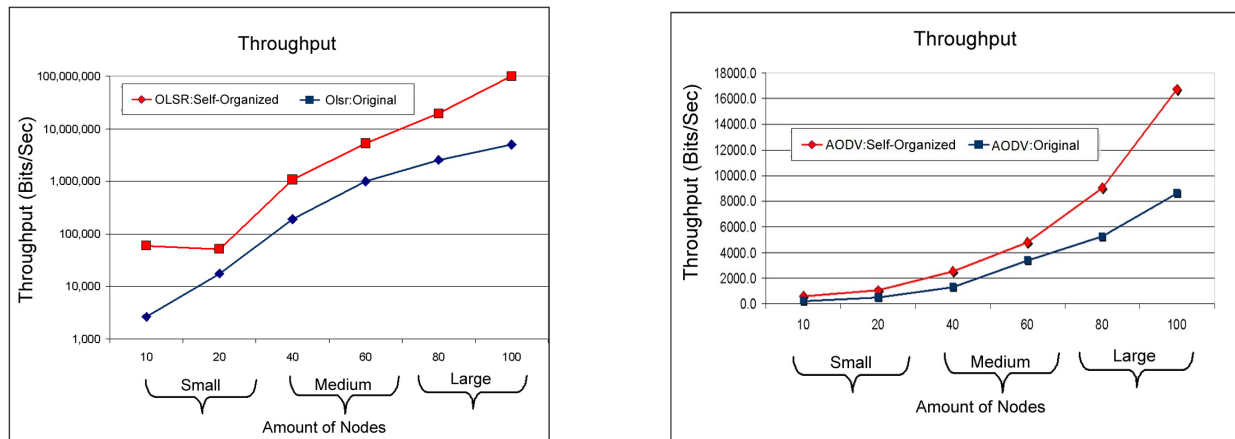 Throughput
100,000,000
OLSR:Self-Organized Olsr:Original
10,000,000
1,000,000
100,000
10,000
1,000
Throughput (Bits/Sec)
10 20 40 60 80 100
Small Medium Large
Amount of Nodes
Throughput
18000.0
16000.0
14000.0
AODV:Self-Organized AODV:Original
12000.0
10000.0
8000.0
6000.0
4000.0
2000.0
0.0
Throughput (Bits/Sec)
10 20 40 60 80 100
Small Medium Large
Amount of Nodes